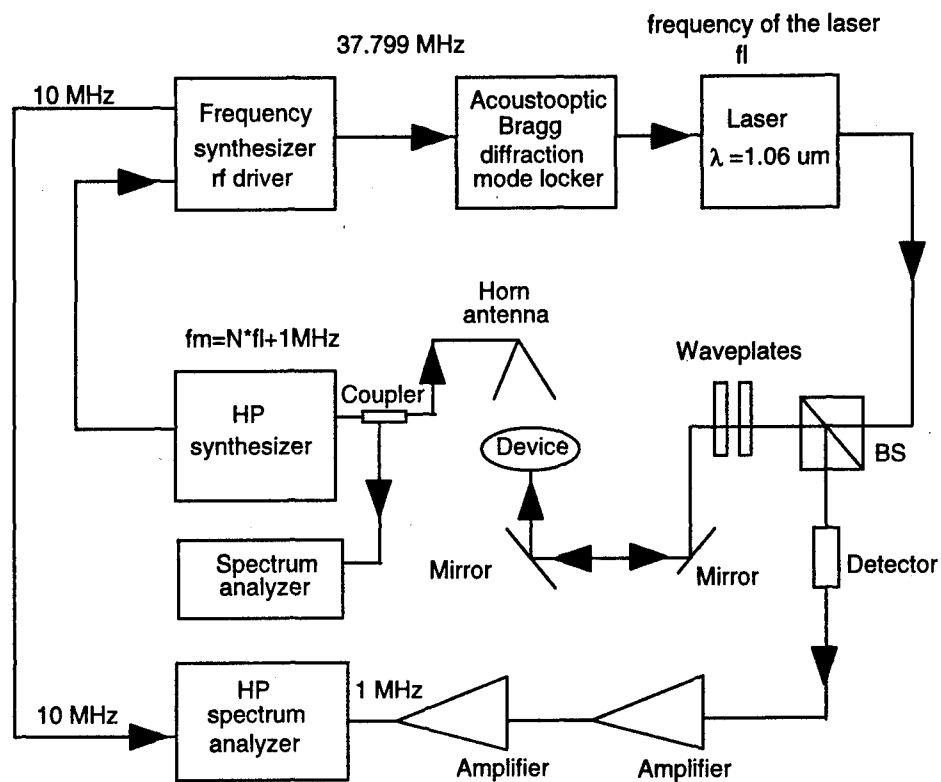 frequency of the laser
fl
37.799 MHz
10 MHz
Frequency
synthesizer
rf driver
Acoustooptic
Bragg
diffraction
mode locker
Laser
λ =1.06 um
Horn
antenna
fm=N*fl+1MHz
Coupler
Waveplates
HP
synthesizer
Device
BS
Spectrum
analyzer
Mirror
Mirror
Detector
HP
spectrum
analyzer
1 MHz
10 MHz
Amplifier
Amplifier